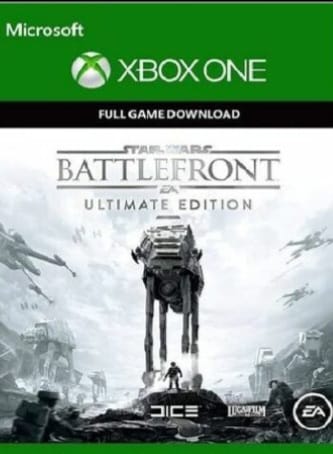 Microsoft
XBOX ONE
FULL GAME DOWNLOAD
STAR WARS
BATTLEFRONT
EA
ULTIMATE EDITION
DICE
LUCASFILM
EA